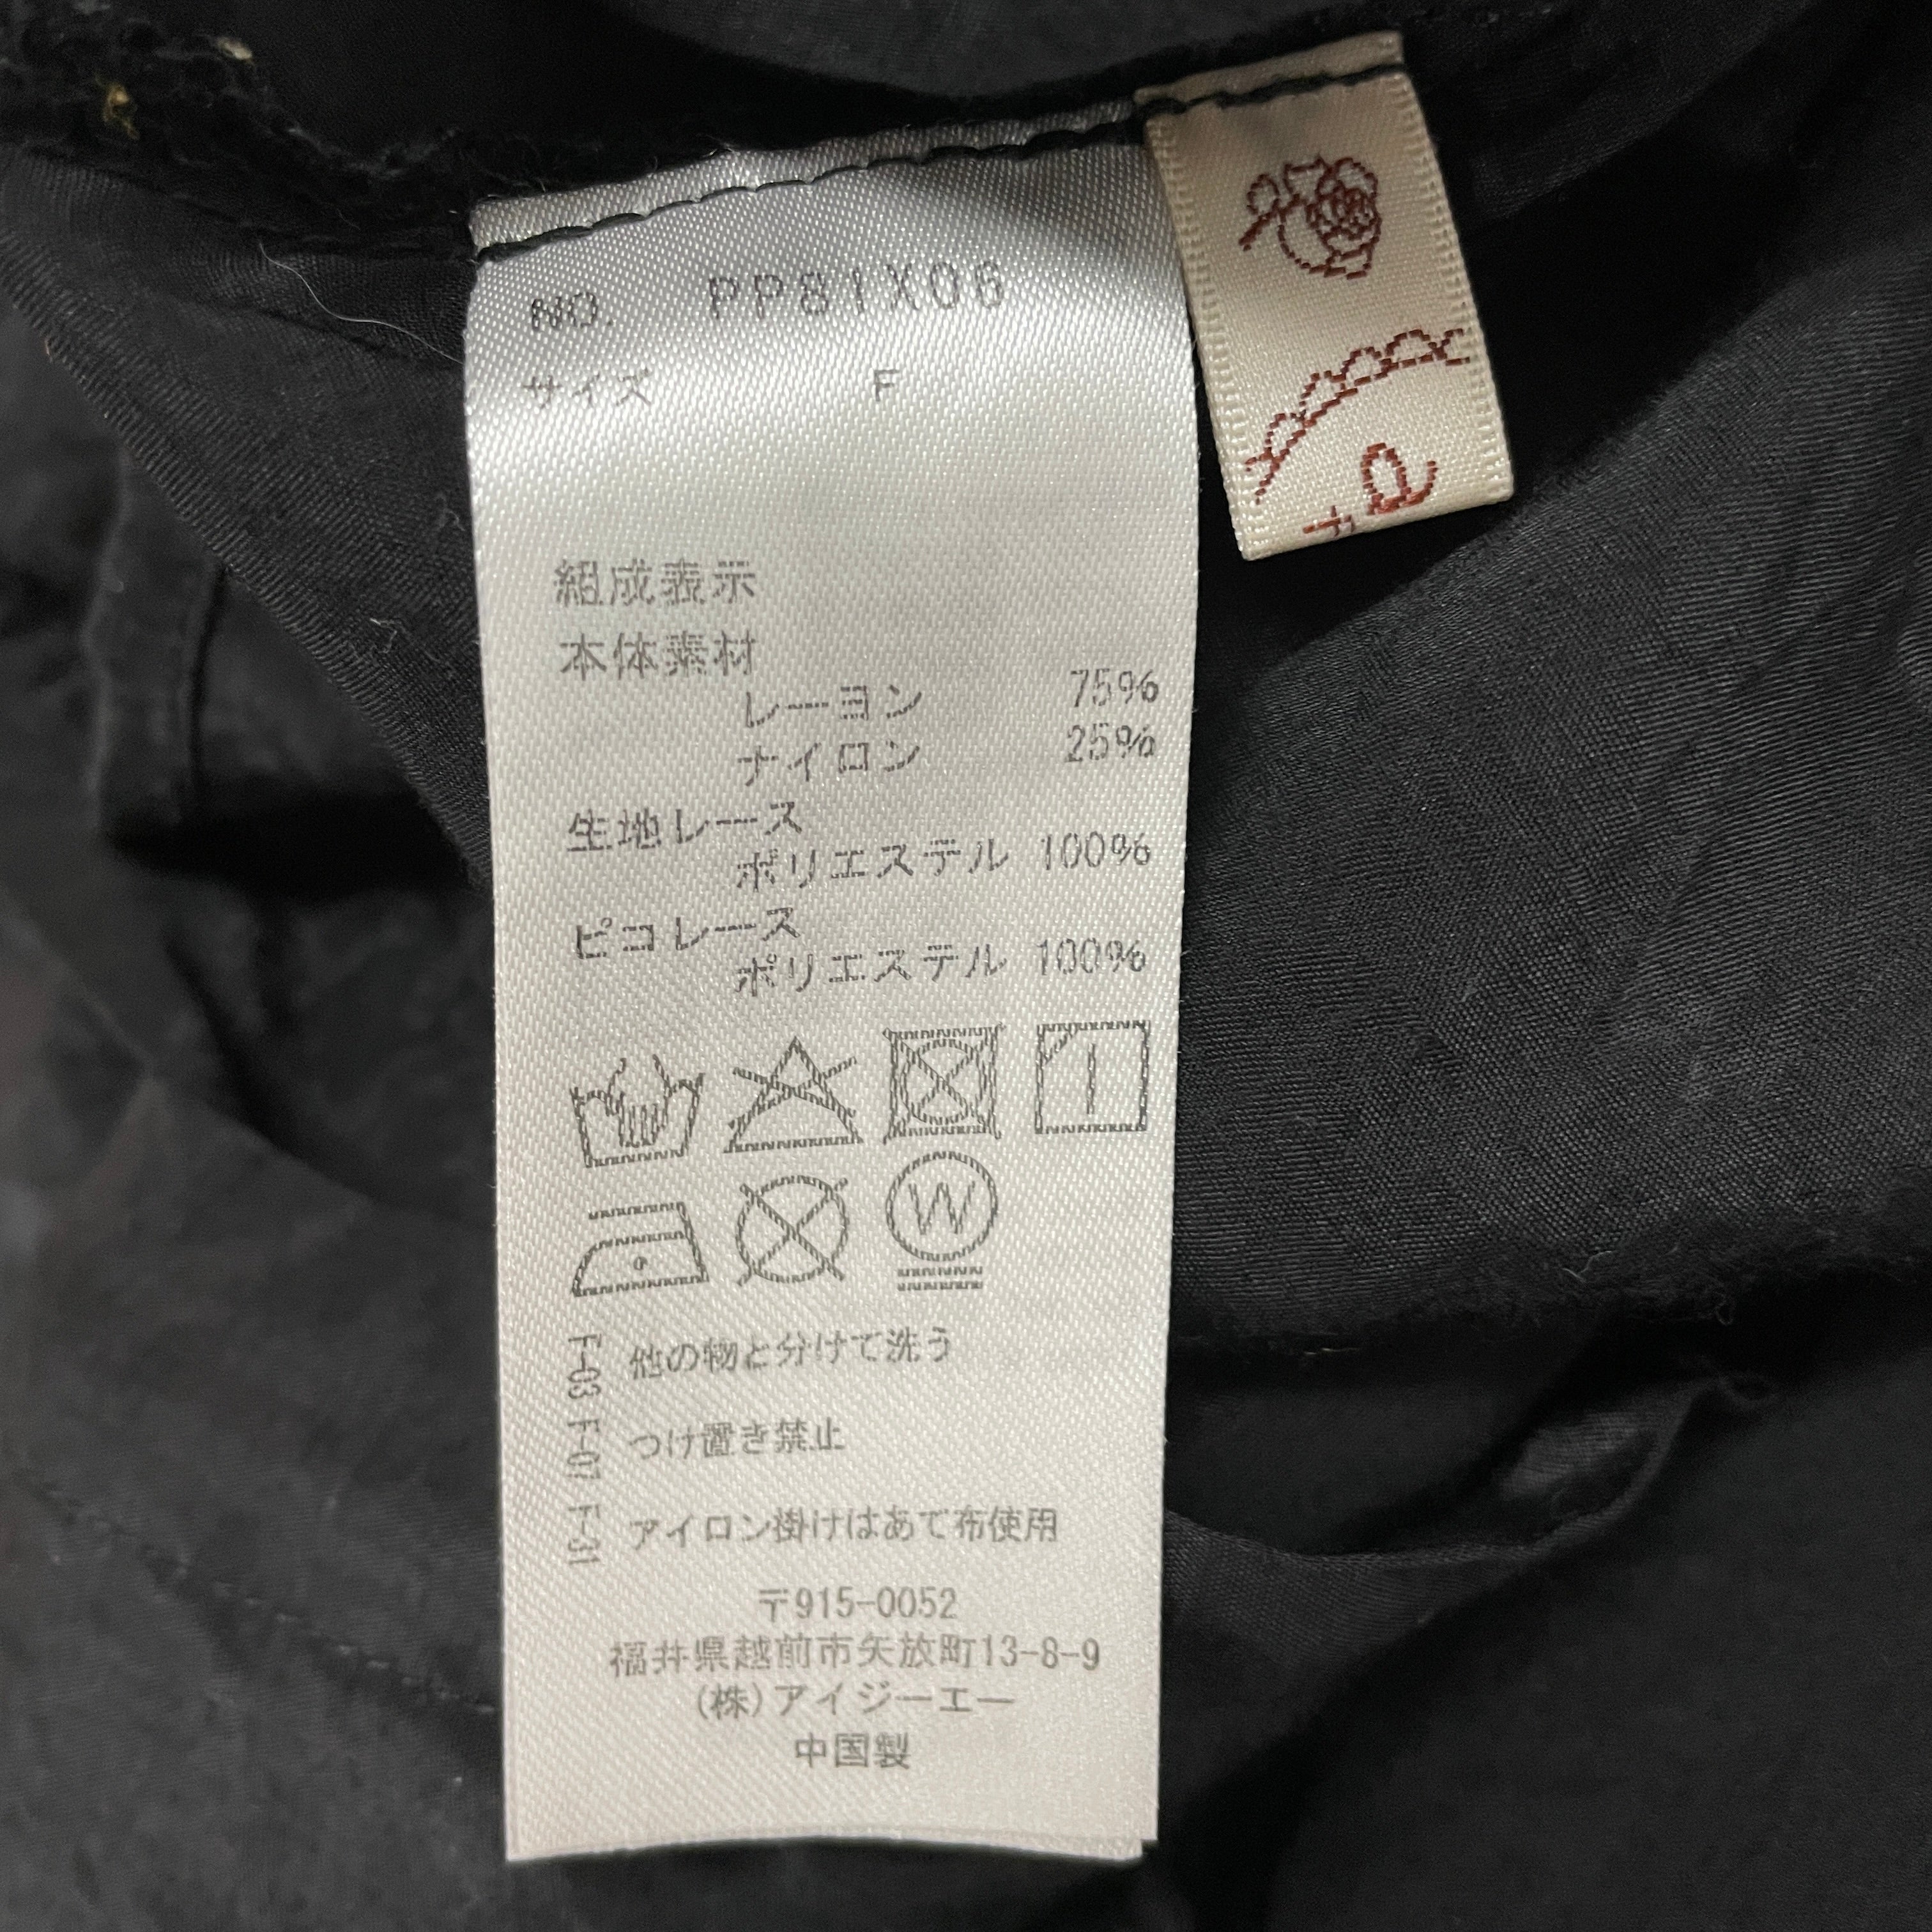 NO. PP81X06
サイズ F
組成表示
本体素材
レーヨン 75%
ナイロン 25%
生地レース
ポリエステル 100%
ピコレース
ポリエステル 100%
W
F-03 他の物と分けて洗う
F-07 つけ置き禁止
F-31 アイロン掛けはあて布使用
〒915-0052
福井県越前市矢放町13-8-9
(株)アイジーエー
中国製